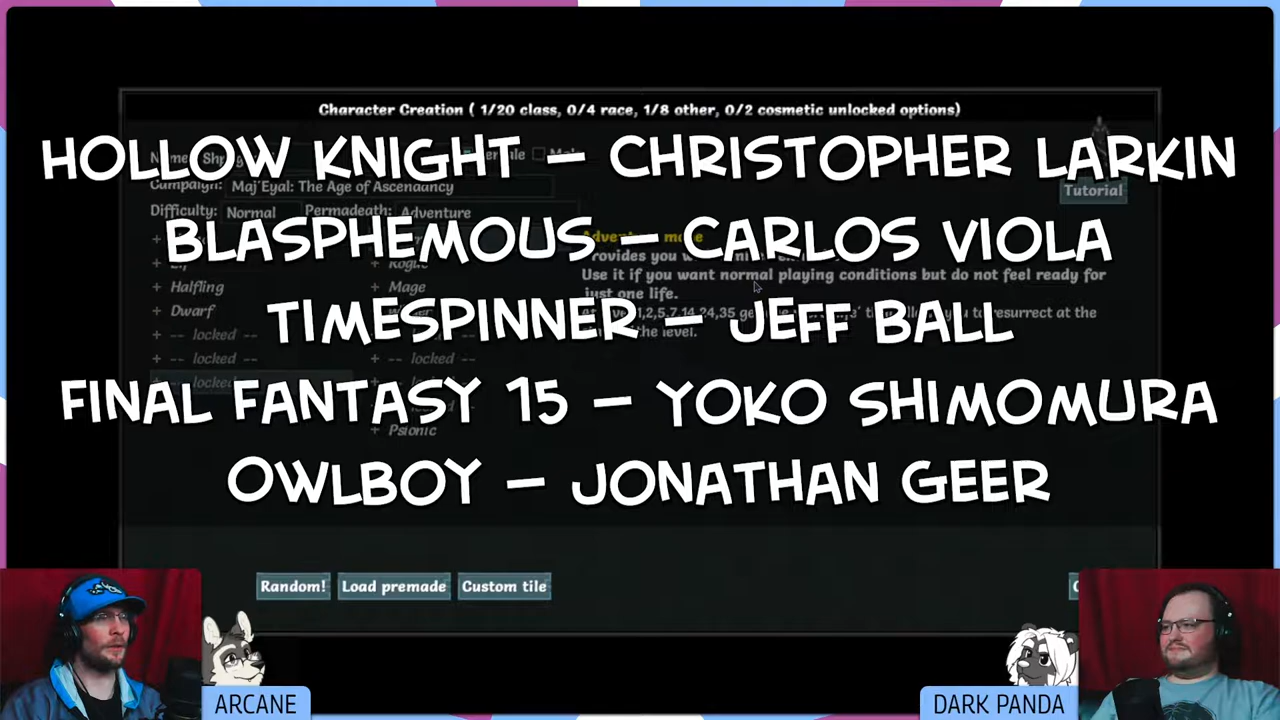 Character Creation ( 1/20 class, 0/4 race, 1/8 other, 0/2 cosmetic unlocked options)
HOLLOW KNIGHT – CHRISTOPHER LARKIN
Campaign: Maj'Eyal: The Age of Ascendancy
Tutorial
Difficulty: Normal Permadeath: Adventure
BLASPHEMOUS – CARLOS VIOLA
Use it if you want normal playing conditions but do not feel ready for
just one life.
+ Halfling + Mage
+ Dwarf
TIMESPINNER – JEFF BALL
+ -- locked --
+ -- locked -- + -- locked --
+ -- locked
FINAL FANTASY 15 – YOKO SHIMOMURA
+ Psionic
OWLBOY – JONATHAN GEER
Random! Load premade Custom tile
ARCANE
DARK PANDA